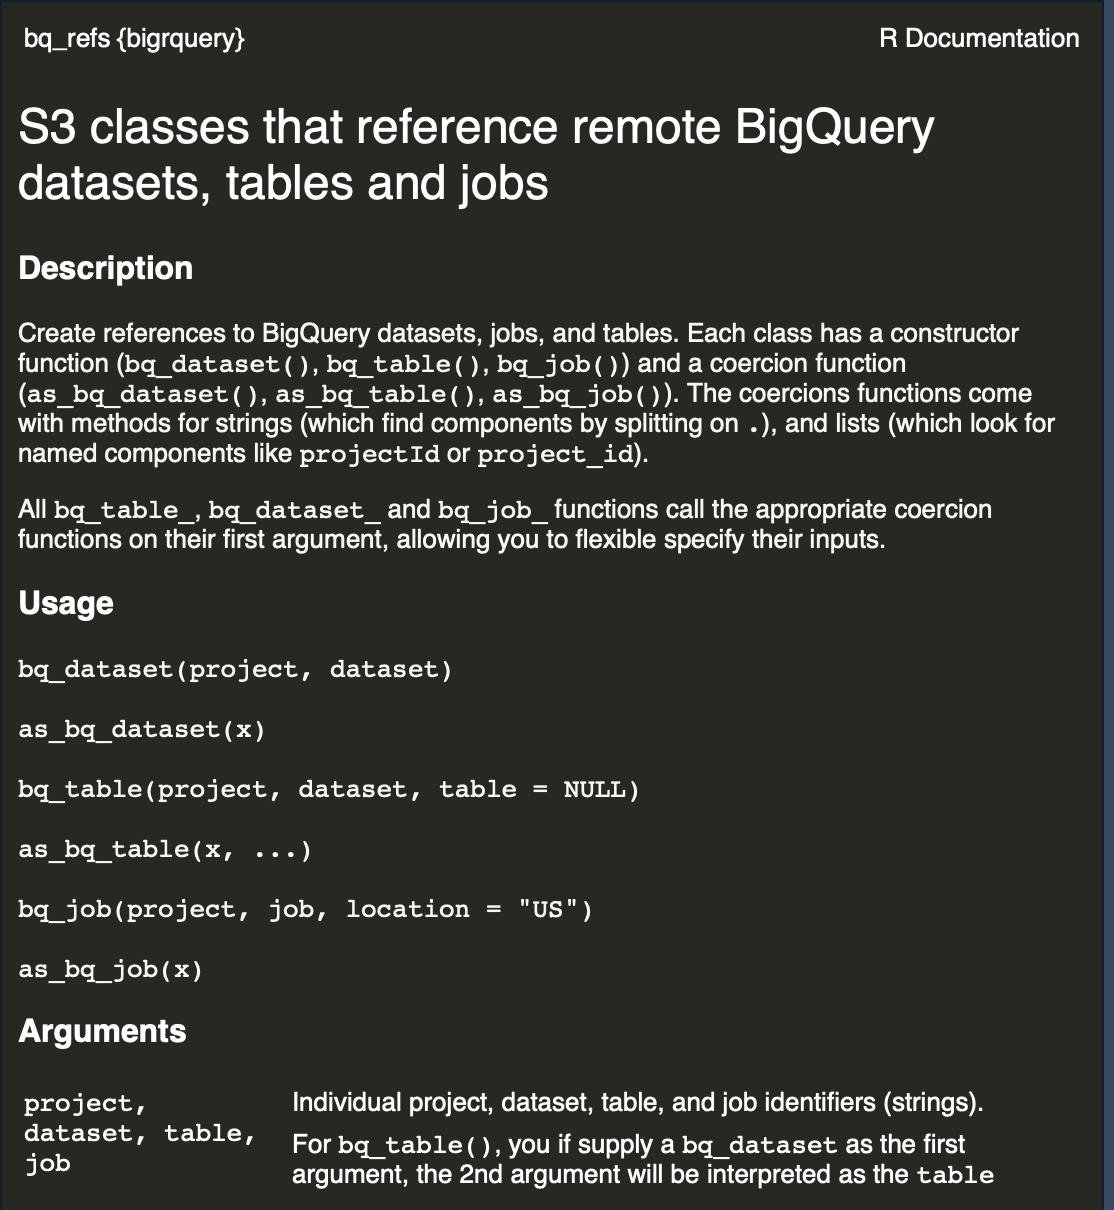 bq_refs {bigrquery}
R Documentation
S3 classes that reference remote BigQuery
datasets, tables and jobs
Description
Create references to BigQuery datasets, jobs, and tables. Each class has a constructor
function (bq_dataset(), bq_table(), bq_job()) and a coercion function
(as_bq_dataset(), as_bq_table(), as_bq_job()). The coercions functions come
with methods for strings (which find components by splitting on .), and lists (which look for
named components like projectId or project_id).
All bq_table_, bq_dataset_ and bq_job_ functions call the appropriate coercion
functions on their first argument, allowing you to flexible specify their inputs.
Usage
bq_dataset(project, dataset)
as_bq_dataset(x)
bq_table(project, dataset, table = NULL)
as_bq_table(x, ...)
bq_job(project, job, location = "US")
as_bq_job(x)
Arguments
project,
dataset, table,
job
Individual project, dataset, table, and job identifiers (strings).
For bq_table(), you if supply a bq_dataset as the first
argument, the 2nd argument will be interpreted as the table